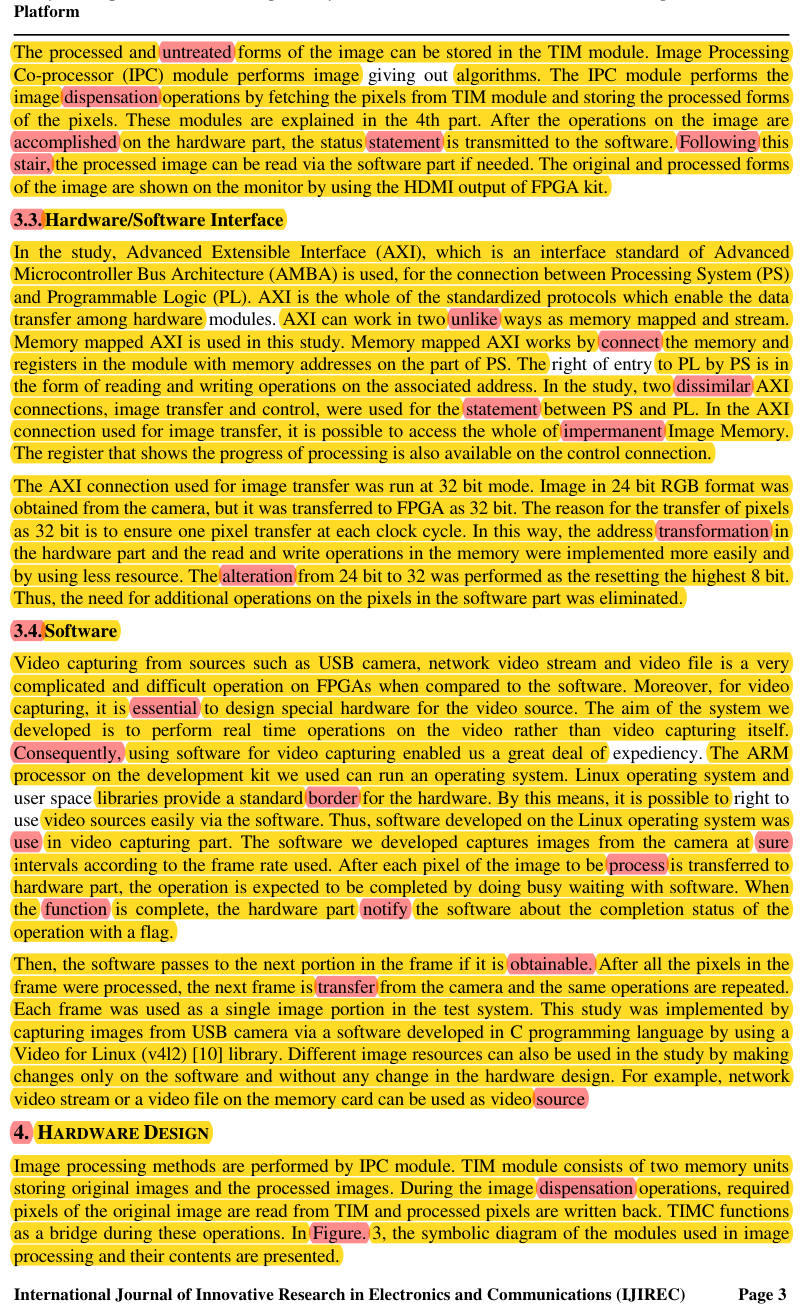 Platform
The processed and untreated forms of the image can be stored in the TIM module. Image Processing
Co-processor (IPC) module performs image giving out algorithms. The IPC module performs the
image dispensation operations by fetching the pixels from TIM module and storing the processed forms
of the pixels. These modules are explained in the 4th part. After the operations on the image are
accomplished on the hardware part, the status statement is transmitted to the software. Following this
stair, the processed image can be read via the software part if needed. The original and processed forms
of the image are shown on the monitor by using the HDMI output of FPGA kit.
3.3. Hardware/Software Interface
In the study, Advanced Extensible Interface (AXI), which is an interface standard of Advanced
Microcontroller Bus Architecture (AMBA) is used, for the connection between Processing System (PS)
and Programmable Logic (PL). AXI is the whole of the standardized protocols which enable the data
transfer among hardware modules. AXI can work in two unlike ways as memory mapped and stream.
Memory mapped AXI is used in this study. Memory mapped AXI works by connect the memory and
registers in the module with memory addresses on the part of PS. The right of entry to PL by PS is in
the form of reading and writing operations on the associated address. In the study, two dissimilar AXI
connections, image transfer and control, were used for the statement between PS and PL. In the AXI
connection used for image transfer, it is possible to access the whole of impermanent Image Memory.
The register that shows the progress of processing is also available on the control connection.
The AXI connection used for image transfer was run at 32 bit mode. Image in 24 bit RGB format was
obtained from the camera, but it was transferred to FPGA as 32 bit. The reason for the transfer of pixels
as 32 bit is to ensure one pixel transfer at each clock cycle. In this way, the address transformation in
the hardware part and the read and write operations in the memory were implemented more easily and
by using less resource. The alteration from 24 bit to 32 was performed as the resetting the highest 8 bit.
Thus, the need for additional operations on the pixels in the software part was eliminated.
3.4. Software
Video capturing from sources such as USB camera, network video stream and video file is a very
complicated and difficult operation on FPGAs when compared to the software. Moreover, for video
capturing, it is essential to design special hardware for the video source. The aim of the system we
developed is to perform real time operations on the video rather than video capturing itself.
Consequently, using software for video capturing enabled us a great deal of expediency. The ARM
processor on the development kit we used can run an operating system. Linux operating system and
user space libraries provide a standard border for the hardware. By this means, it is possible to right to
use video sources easily via the software. Thus, software developed on the Linux operating system was
use in video capturing part. The software we developed captures images from the camera at sure
intervals according to the frame rate used. After each pixel of the image to be process is transferred to
hardware part, the operation is expected to be completed by doing busy waiting with software. When
the function is complete, the hardware part notify the software about the completion status of the
operation with a flag.
Then, the software passes to the next portion in the frame if it is obtainable. After all the pixels in the
frame were processed, the next frame is transfer from the camera and the same operations are repeated.
Each frame was used as a single image portion in the test system. This study was implemented by
capturing images from USB camera via a software developed in C programming language by using a
Video for Linux (v4l2) [10] library. Different image resources can also be used in the study by making
changes only on the software and without any change in the hardware design. For example, network
video stream or a video file on the memory card can be used as video source
4. HARDWARE DESIGN
Image processing methods are performed by IPC module. TIM module consists of two memory units
storing original images and the processed images. During the image dispensation operations, required
pixels of the original image are read from TIM and processed pixels are written back. TIMC functions
as a bridge during these operations. In Figure. 3, the symbolic diagram of the modules used in image
processing and their contents are presented.
International Journal of Innovative Research in Electronics and Communications (IJIREC) Page 3